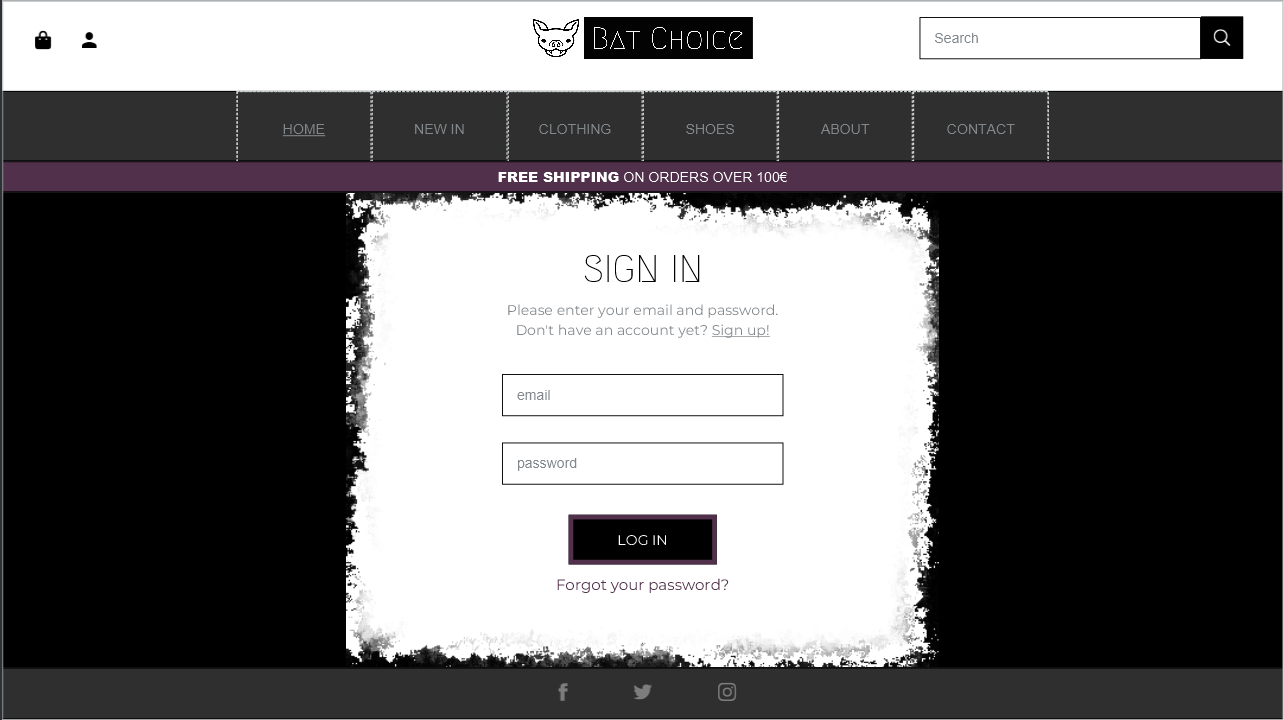 BAT CHOICE
Search
HOME
NEW IN
CLOTHING
SHOES
ABOUT
CONTACT
FREE SHIPPING ON ORDERS OVER 100€
SIGN IN
Please enter your email and password.
Don't have an account yet? Sign up!
email
password
LOG IN
Forgot your password?